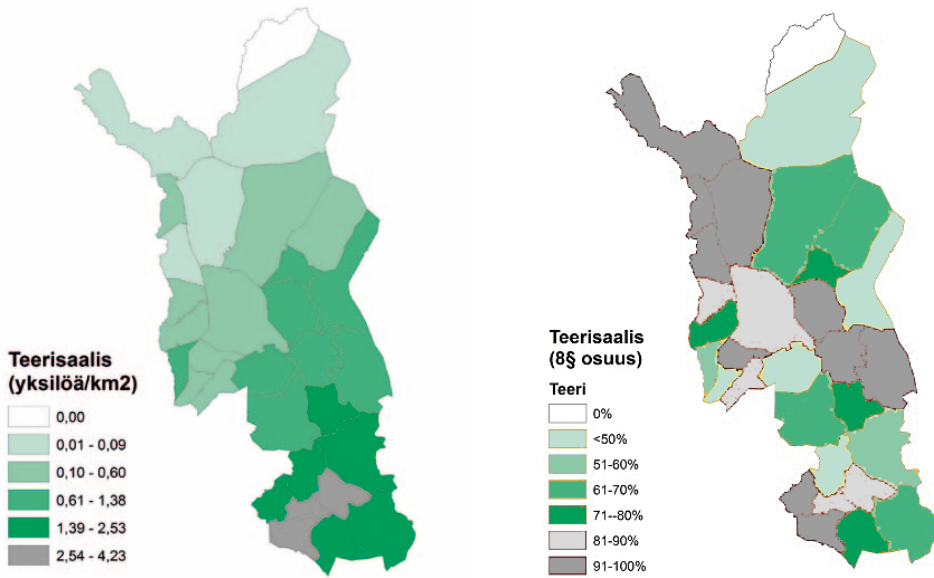 Teerisaalis
(yksilöä/km2)
0,00
0,01 - 0,09
0,10 - 0,60
0,61 - 1,38
1,39 - 2,53
2,54 - 4,23
Teerisaalis
(8§ osuus)
Teeri
0%
<50%
51-60%
61-70%
71--80%
81-90%
91-100%